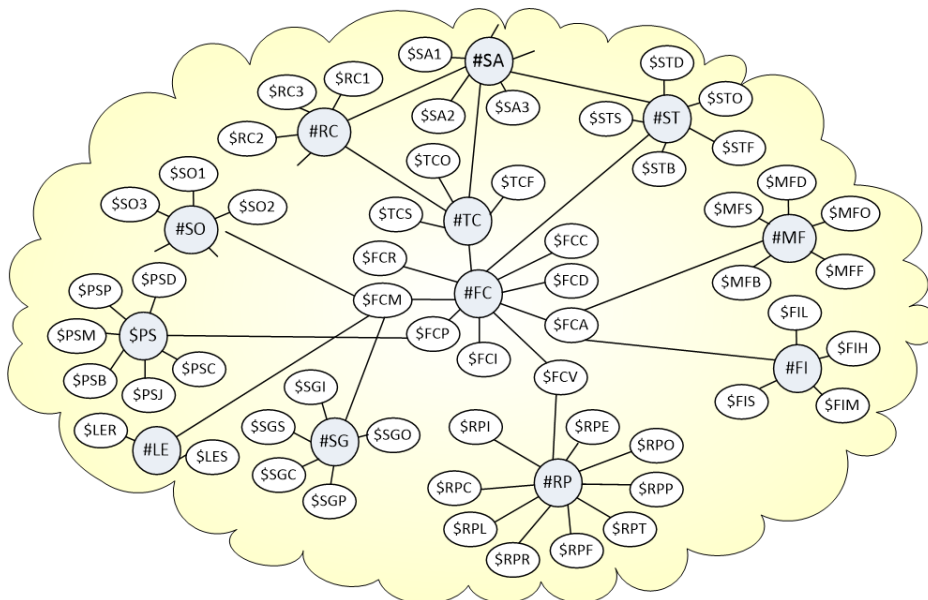 $SA1
#SA
$STD
$RC1
$RC3
$STO
$SA2
$SA3
$STS
#ST
#RC
$RC2
$STF
$TCO
$STB
$SO1
$TCF
$MFD
$SO3
$SO2
$MFS
$MFO
$TCS
#TC
#SO
#MF
$FCC
$FCR
$MFF
$PSD
$MFB
$PSP
$FCD
#FC
$FCM
$FIL
$FCA
$PSM
$PS
$FCP
$FIH
$FCI
#FI
$PSC
$FCV
$PSB
$SGI
$PSJ
$FIS
$FIM
$SGS
$RPI
$RPE
$LER
$SGO
#SG
$RPO
#LE
$LES
$SGC
#RP
$RPC
$RPP
$SGP
$RPL
$RPT
$RPR
$RPF